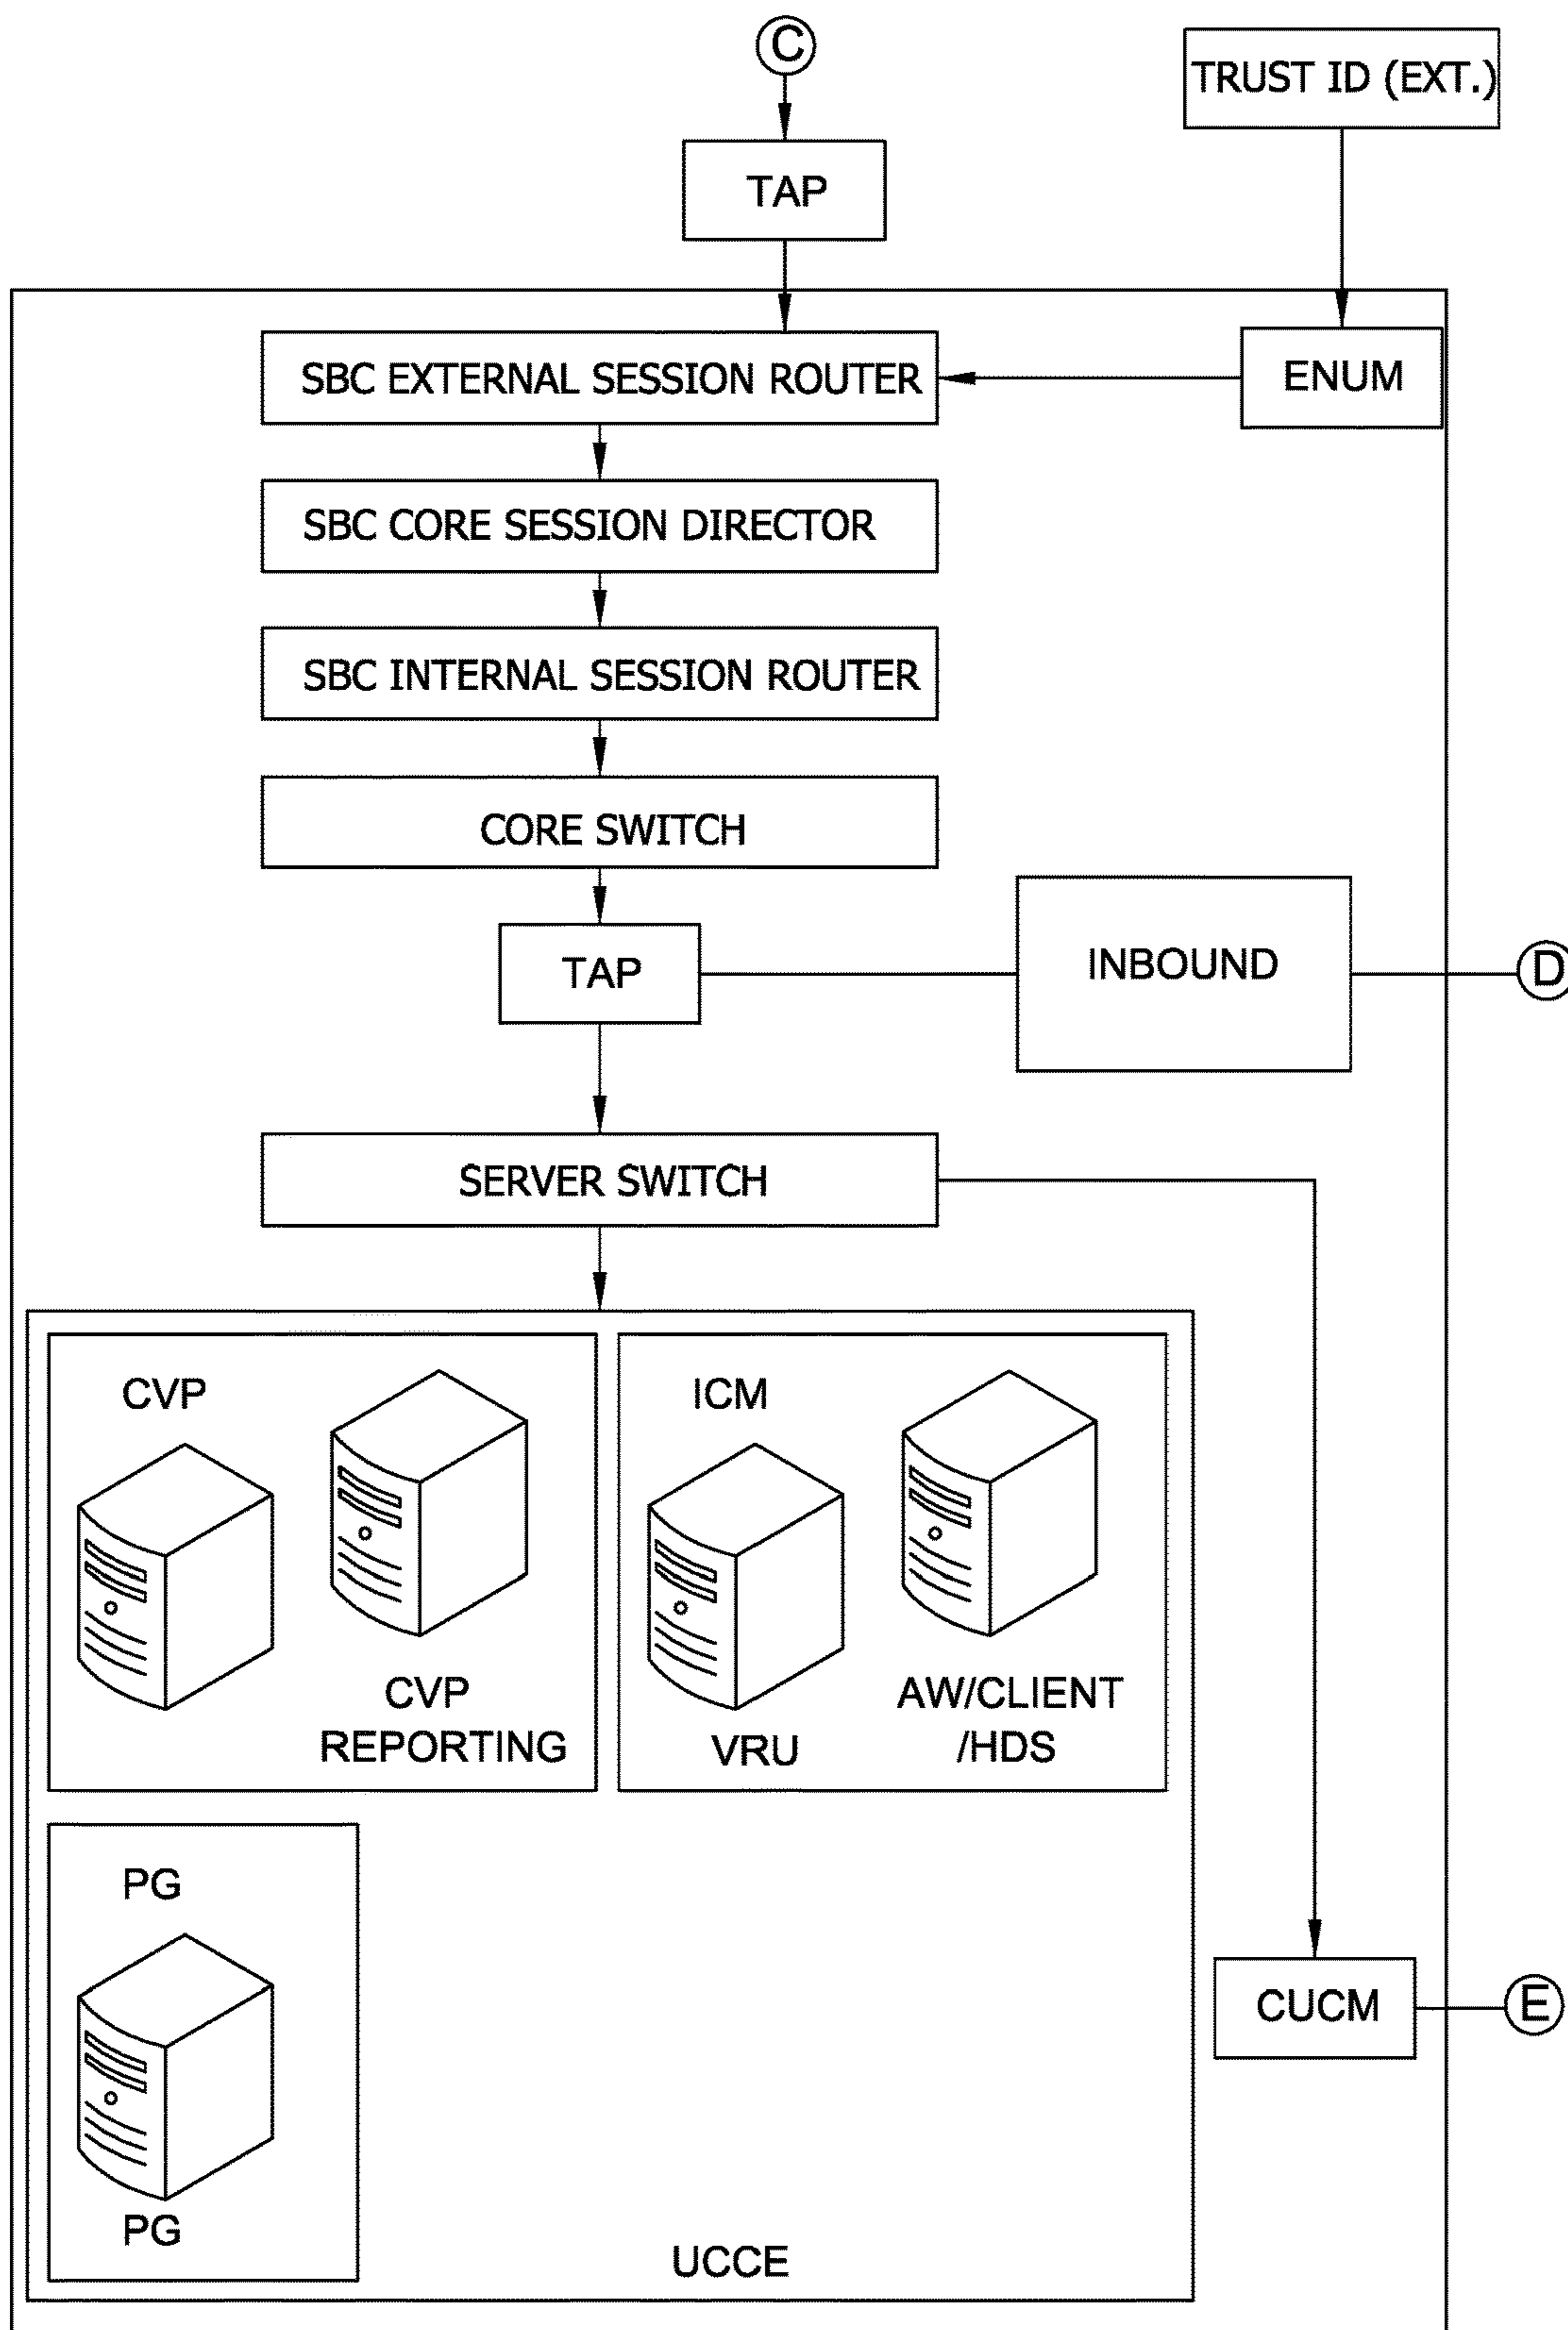 C
TRUST ID (EXT.)
TAP
SBC EXTERNAL SESSION ROUTER
ENUM
SBC CORE SESSION DIRECTOR
SBC INTERNAL SESSION ROUTER
CORE SWITCH
TAP
INBOUND
D
SERVER SWITCH
CVP
CVP
REPORTING
ICM
VRU
AW/CLIENT
/HDS
PG
PG
UCCE
CUCM
E